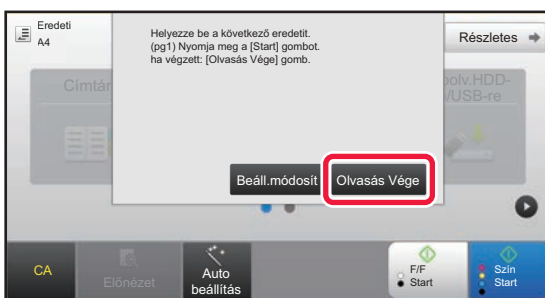 Eredeti
A4
Helyezze be a következő eredetit.
(pg1) Nyomja meg a [Start] gombot.
ha végzett: [Olvasás Vége] gomb.
Részletes
Címtár
olv.HDD-
/USB-re
Beáll.módosít
Olvasás Vége
CA
Előnézet
Auto
beállítás
F/F
Start
Szín
Start